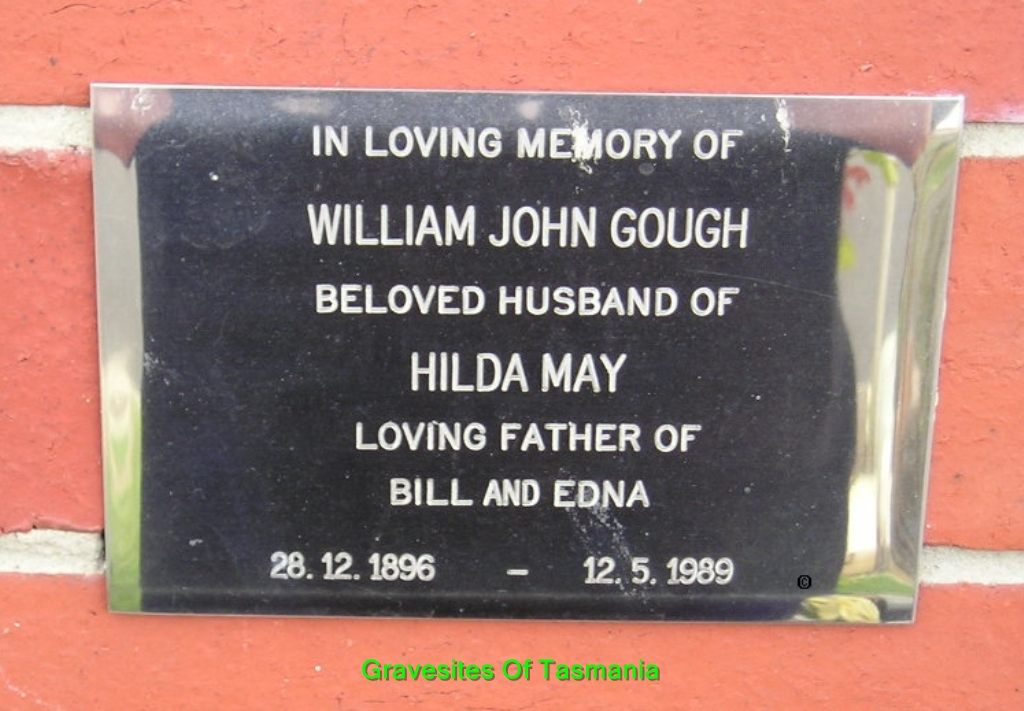 IN LOVING MEMORY OF
WILLIAM JOHN GOUGH
BELOVED HUSBAND OF
HILDA MAY
LOVING FATHER OF
BILL AND EDNA
28. 12. 1896 – 12. 5. 1989
©
Gravesites Of Tasmania